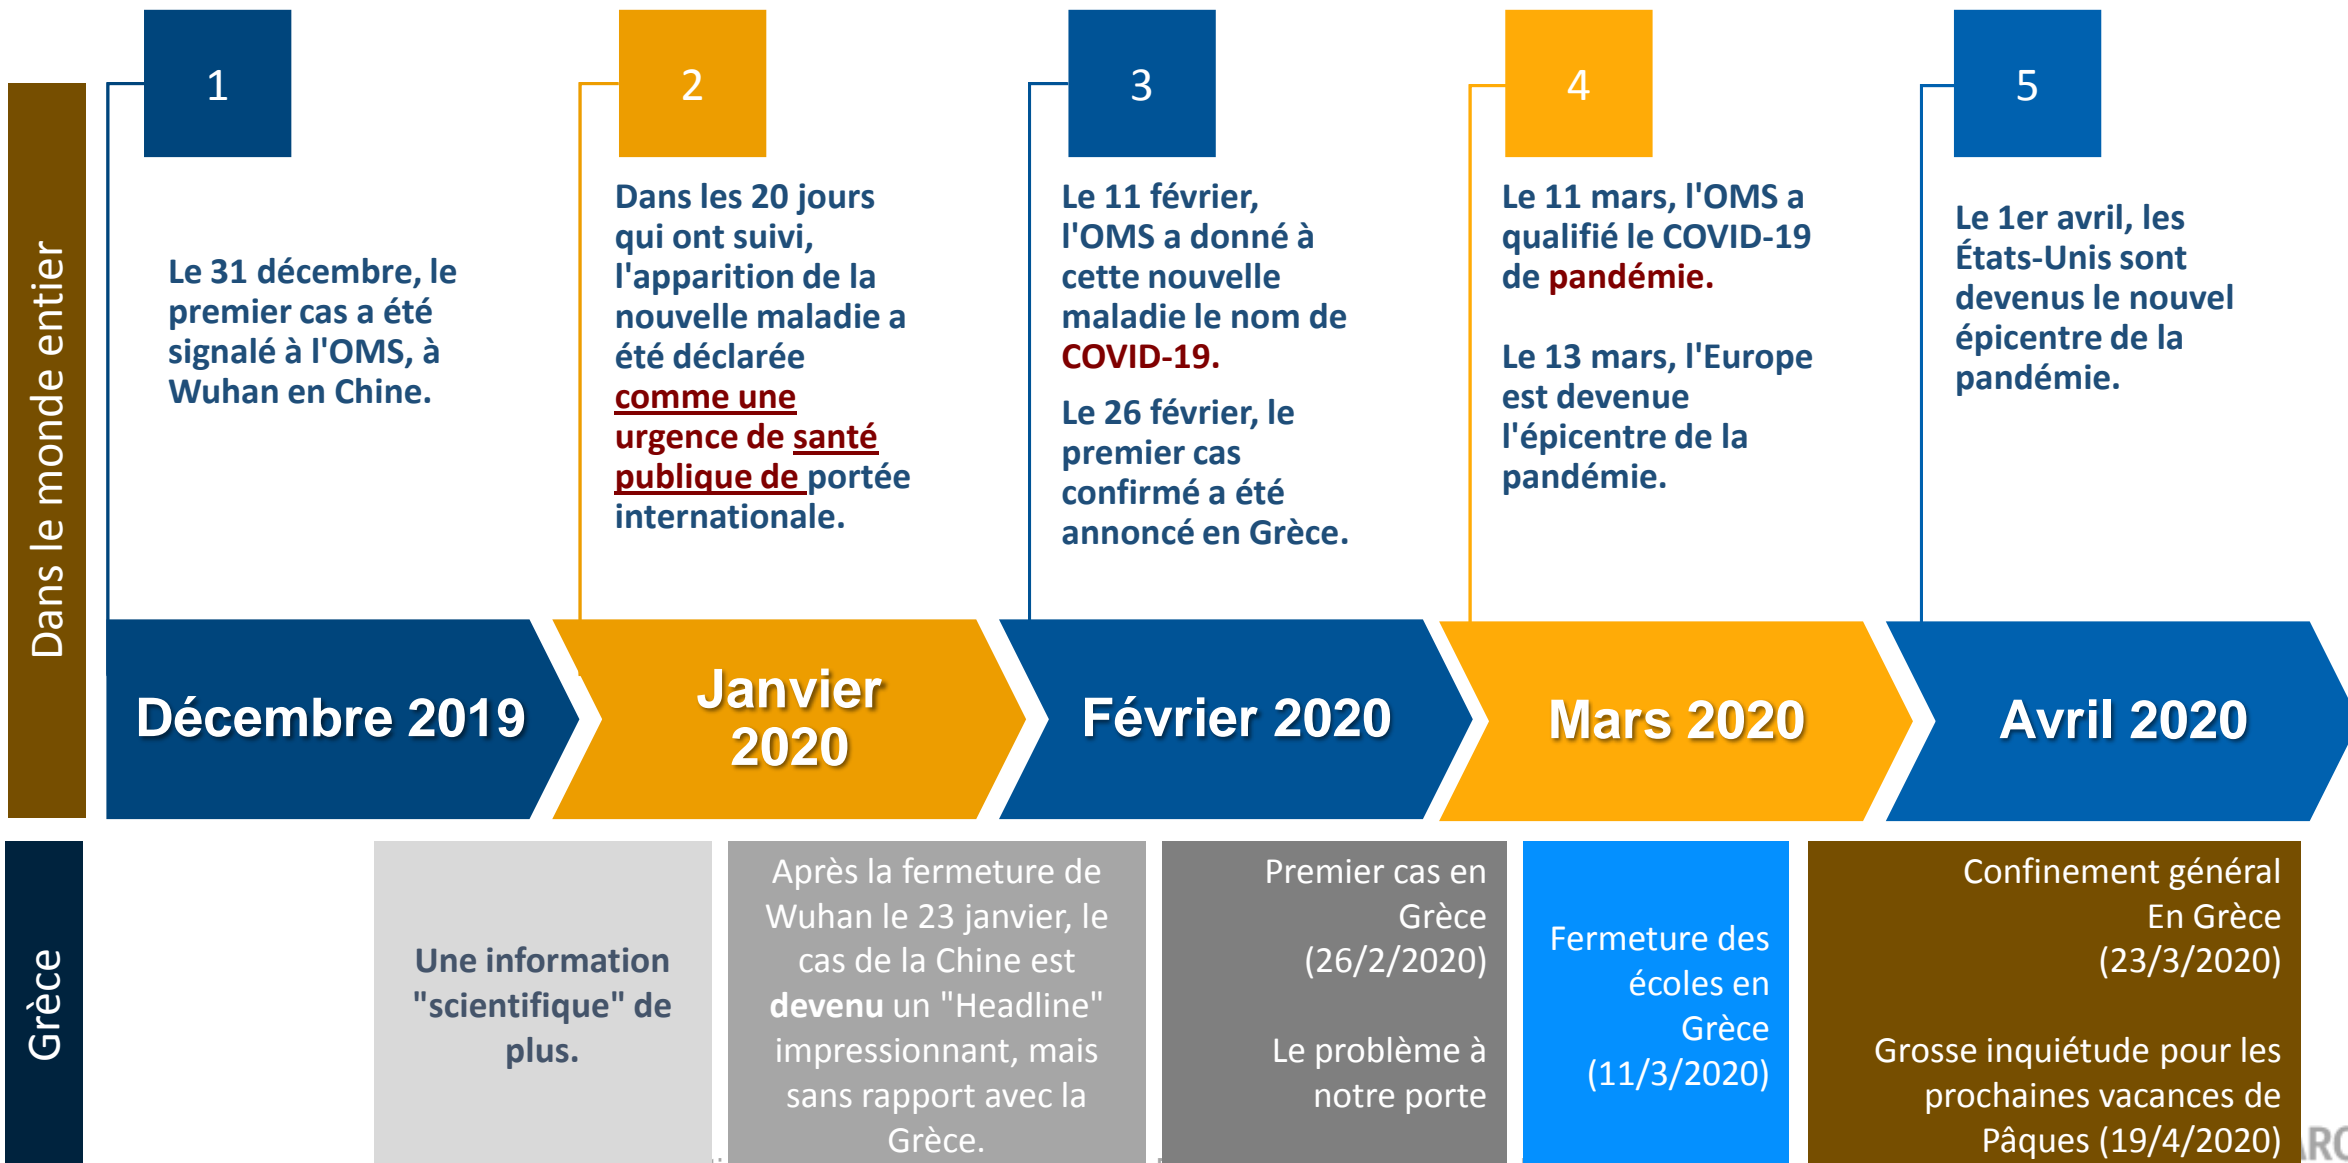 1
2
3
4
5
Dans le monde entier
Le 31 décembre, le
premier cas a été
signalé à l'OMS, à
Wuhan en Chine.
Dans les 20 jours
qui ont suivi,
l'apparition de la
nouvelle maladie a
été déclarée
comme une
urgence de santé
publique de portée
internationale.
Le 11 février,
l'OMS a donné à
cette nouvelle
maladie le nom de
COVID-19.
Le 26 février, le
premier cas
confirmé a été
annoncé en Grèce.
Le 11 mars, l'OMS a
qualifié le COVID-19
de pandémie.
Le 13 mars, l'Europe
est devenue
l'épicentre de la
pandémie.
Le 1er avril, les
États-Unis sont
devenus le nouvel
épicentre de la
pandémie.
Décembre 2019
Janvier
2020
Février 2020
Mars 2020
Avril 2020
Grèce
Une information
"scientifique" de
plus.
Après la fermeture de
Wuhan le 23 janvier, le
cas de la Chine est
devenu un "Headline"
impressionnant, mais
sans rapport avec la
Grèce.
Premier cas en
Grèce
(26/2/2020)
Le problème à
notre porte
Fermeture des
écoles en
Grèce
(11/3/2020)
Confinement général
En Grèce
(23/3/2020)
Grosse inquiétude pour les
prochaines vacances de
Pâques (19/4/2020)